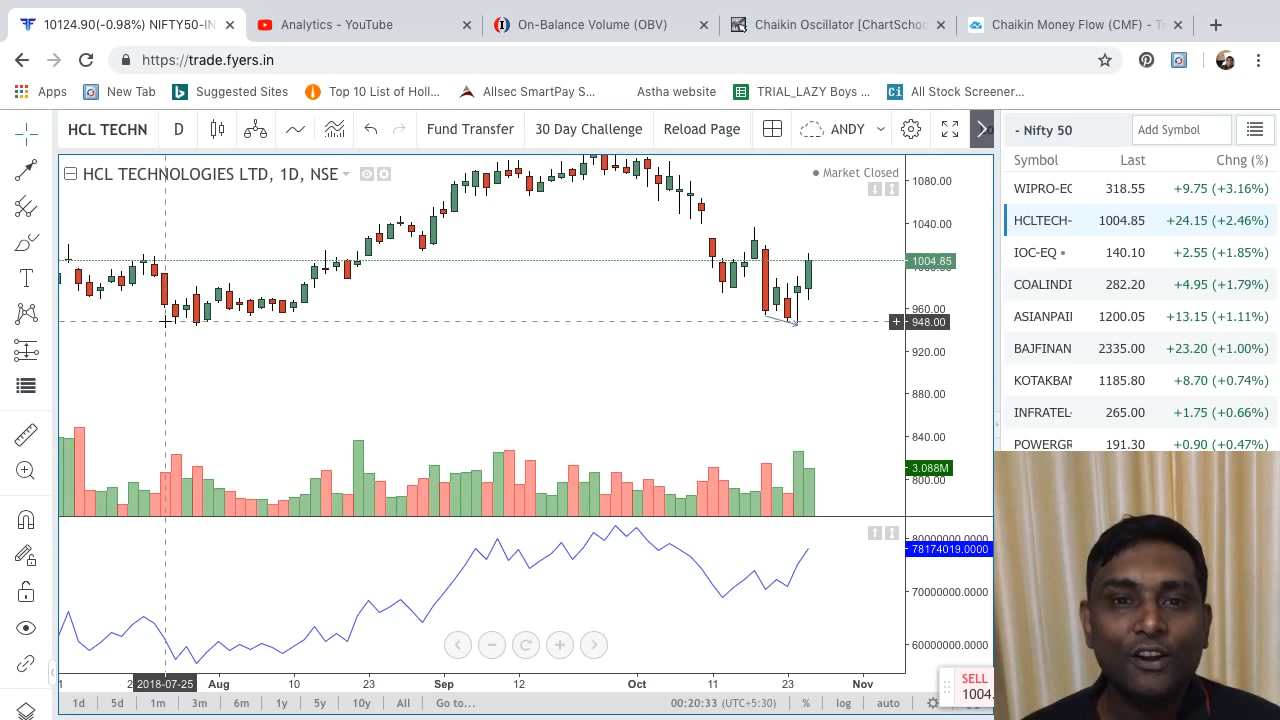 10124.90(-0.98%) NIFTY50-IN
Analytics - YouTube
On-Balance Volume (OBV)
Chaikin Oscillator [ChartSchoo
Chaikin Money Flow (CMF) - Tr
https://trade.fyers.in
Apps
New Tab
Suggested Sites
Top 10 List of Holl...
Allsec SmartPay S...
Astha website
TRIAL_LAZY Boys ...
All Stock Screener...
HCL TECHN
D
Fund Transfer
30 Day Challenge
Reload Page
ANDY
- Nifty 50
Add Symbol
HCL TECHNOLOGIES LTD, 1D, NSE
Market Closed
Symbol Last Chng (%)
WIPRO-EC 318.55 +9.75 (+3.16%)
HCLTECH- 1004.85 +24.15 (+2.46%)
IOC-EQ 140.10 +2.55 (+1.85%)
COALINDI 282.20 +4.95 (+1.79%)
ASIANPAI 1200.05 +13.15 (+1.11%)
BAJFINAN 2335.00 +23.20 (+1.00%)
KOTAKBAN 1185.80 +8.70 (+0.74%)
INFRATEL- 265.00 +1.75 (+0.66%)
POWERGR 191.30 +0.90 (+0.47%)
1080.00
1040.00
1004.85
960.00
948.00
920.00
880.00
840.00
3.088M
800.00
80000000.0000
78174019.0000
70000000.0000
60000000.0000
2018-07-25
Aug
10
23
Sep
12
Oct
11
23
Nov
1d
5d
1m
3m
6m
1y
5y
10y
All
Go to...
00:20:33 (UTC+5:30)
%
log
auto
SELL
1004.